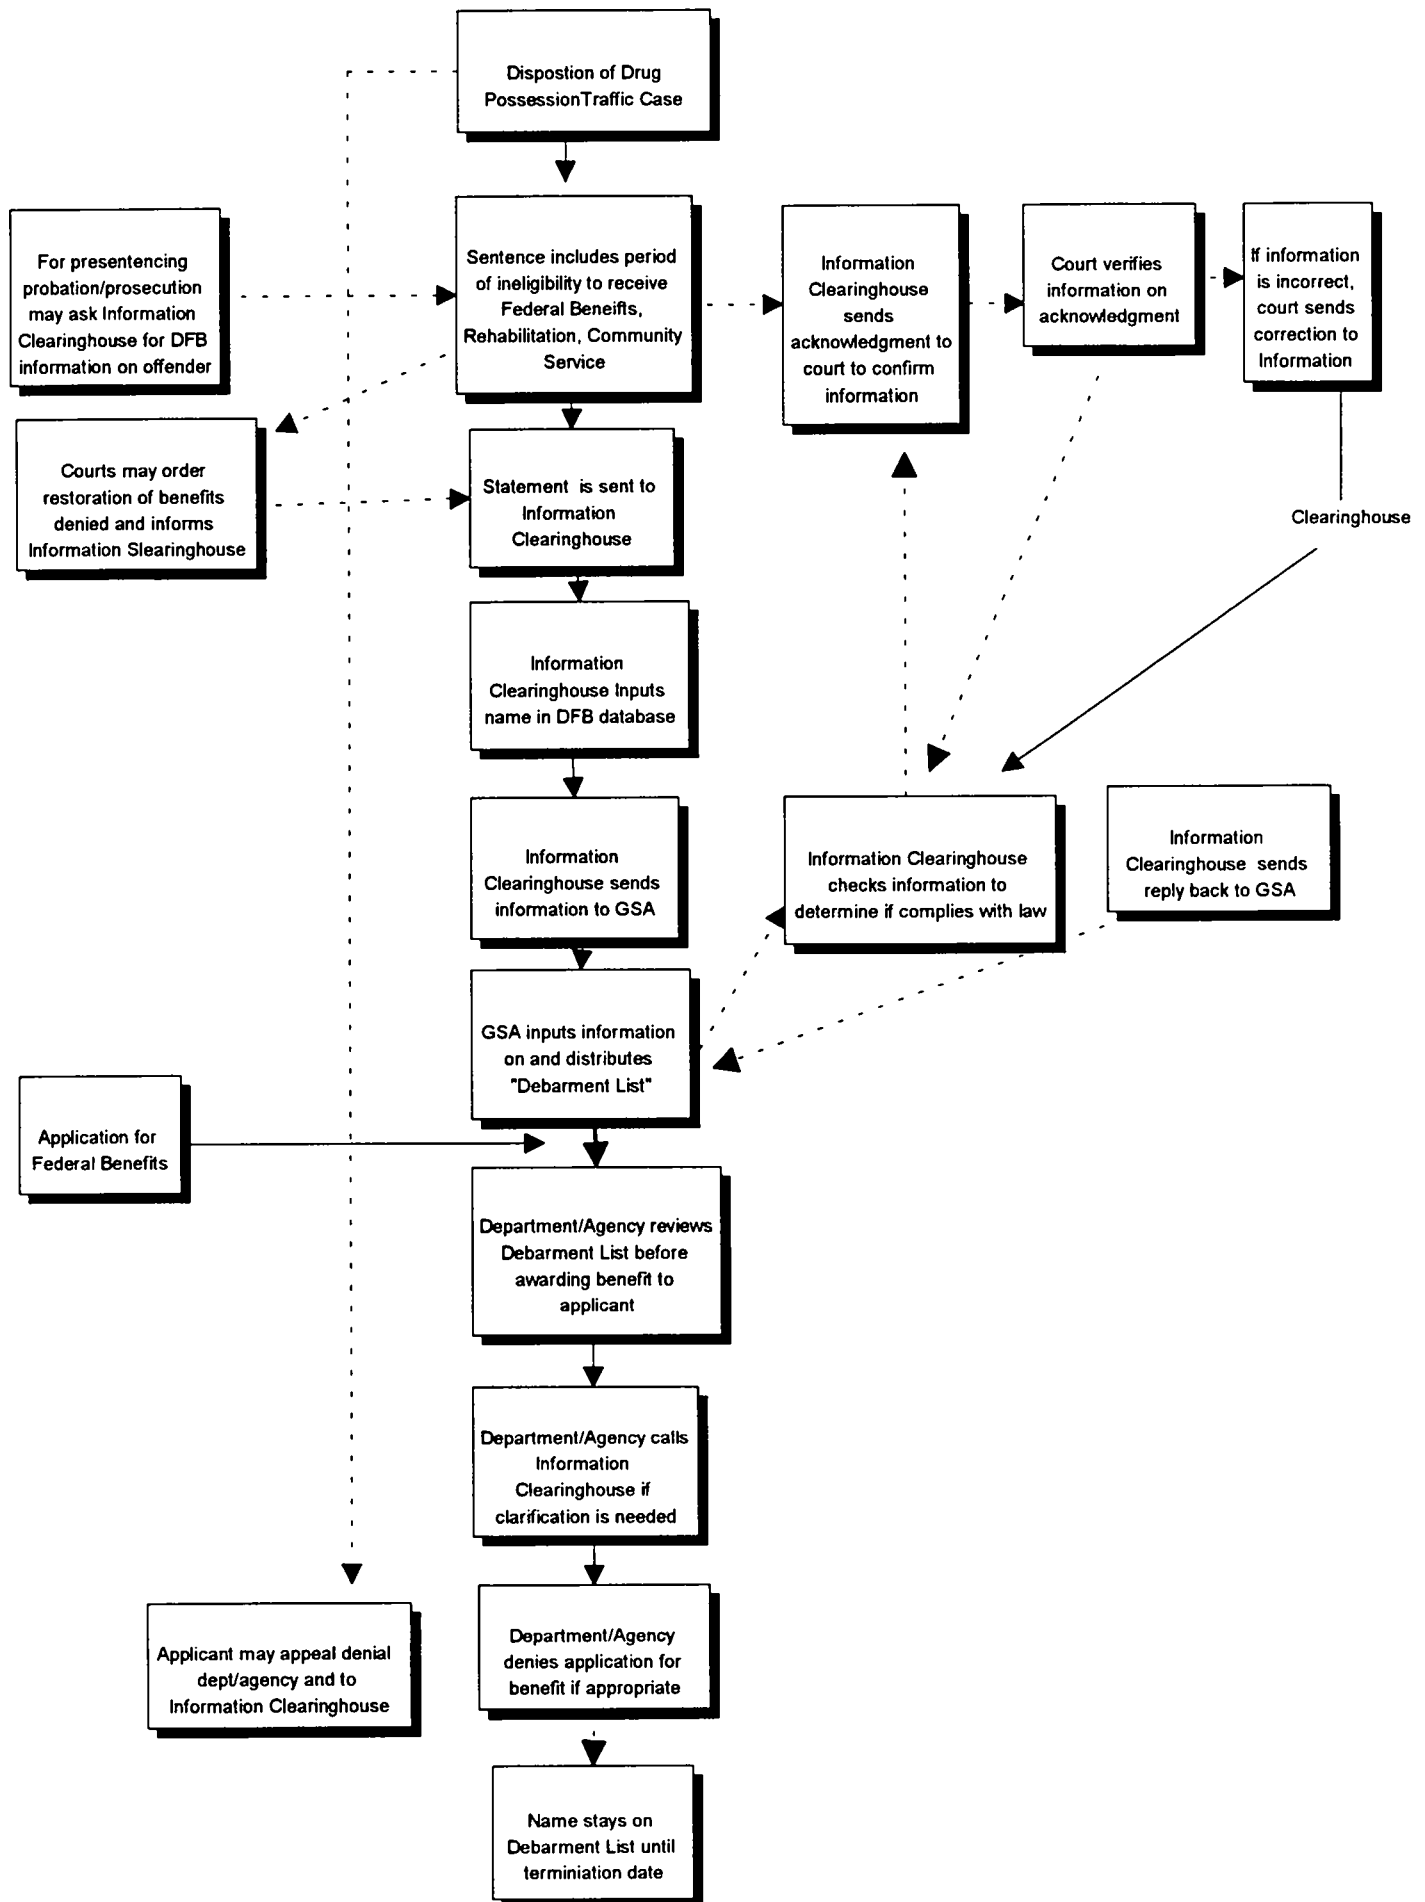 Dispostion of Drug
PossessionTraffic Case
For presentencing
probation/prosecution
may ask Information
Clearinghouse for DFB
information on offender
Sentence includes period
of ineligibility to receive
Federal Beneifts,
Rehabilitation, Community
Service
Information
Clearinghouse
sends
acknowledgment to
court to confirm
information
Court verifies
information on
acknowledgment
If information
is incorrect,
court sends
correction to
Information
Clearinghouse
Courts may order
restoration of benefits
denied and informs
Information Slearinghouse
Statement is sent to
Information
Clearinghouse
Information
Clearinghouse Inputs
name in DFB database
Information
Clearinghouse sends
information to GSA
Information Clearinghouse
checks information to
determine if complies with law
Information
Clearinghouse sends
reply back to GSA
GSA inputs information
on and distributes
"Debarment List"
Application for
Federal Benefits
Department/Agency reviews
Debarment List before
awarding benefit to
applicant
Department/Agency calls
Information
Clearinghouse if
clarification is needed
Applicant may appeal denial
dept/agency and to
Information Clearinghouse
Department/Agency
denies application for
benefit if appropriate
Name stays on
Debarment List until
terminiation date